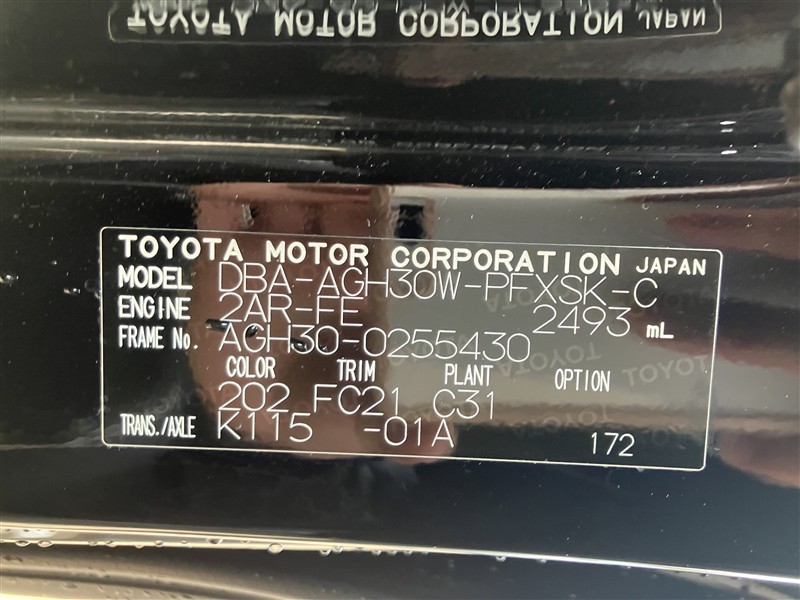 TOYOTA MOTOR CORPORATION JAPAN
TOYOTA MOTOR CORPORATION JAPAN
MODEL DBA-AGH30W-PFXSK-C
ENGINE 2AR-FE 2493 mL
FRAME No. AGH30-0255430
COLOR TRIM PLANT OPTION
202 FC21 C31
TRANS./AXLE K115 -01A 172